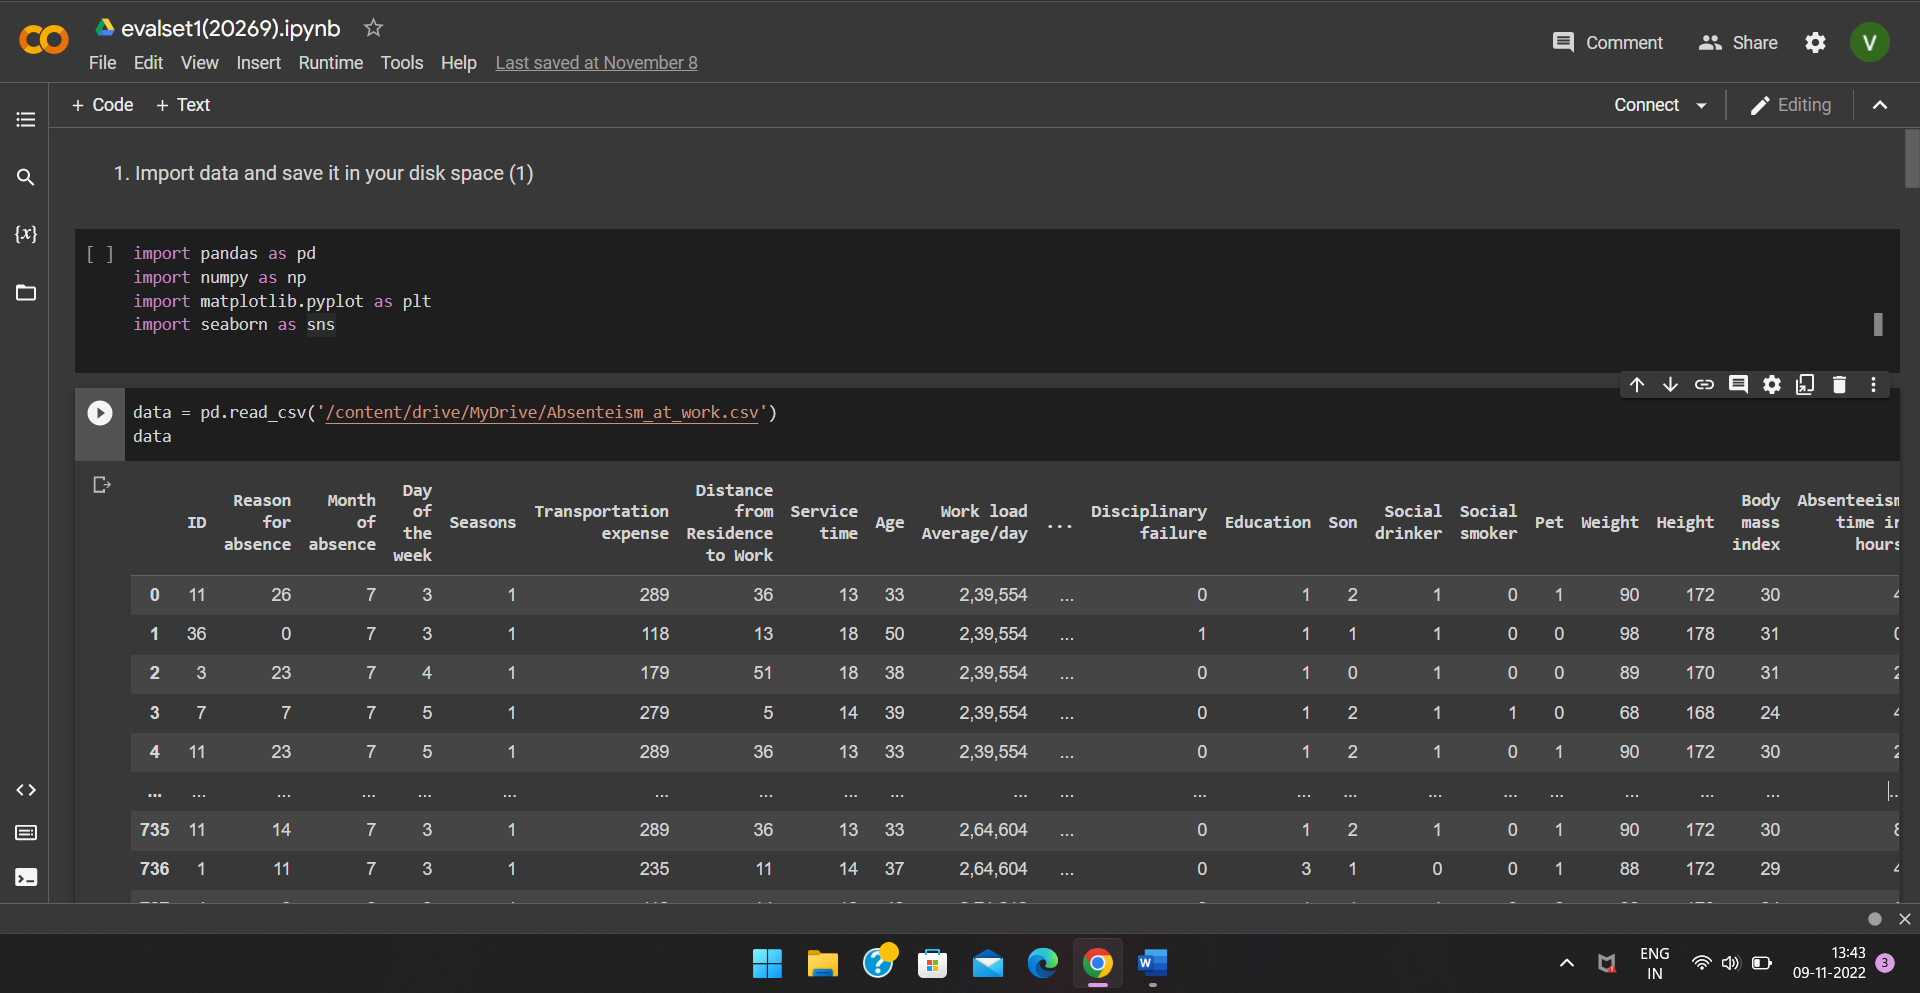 evalset1(20269).ipynb
File Edit View Insert Runtime Tools Help Last saved at November 8
Comment Share V
+ Code + Text
Connect Editing
1. Import data and save it in your disk space (1)
{x}
[ ] import pandas as pd
import numpy as np
import matplotlib.pyplot as plt
import seaborn as sns
data = pd.read_csv('/content/drive/MyDrive/Absenteism_at_work.csv')
data
ID Reason for absence Month of absence Day of the week Seasons Transportation expense Distance from Residence to Work Service time Age Work load Average/day ... Disciplinary failure Education Son Social drinker Social smoker Pet Weight Height Body mass index Absenteeism time in hours
0 11 26 7 3 1 289 36 13 33 2,39,554 ... 0 1 2 1 0 1 90 172 30
1 36 0 7 3 1 118 13 18 50 2,39,554 ... 1 1 1 1 0 0 98 178 31
2 3 23 7 4 1 179 51 18 38 2,39,554 ... 0 1 0 1 0 0 89 170 31
3 7 7 7 5 1 279 5 14 39 2,39,554 ... 0 1 2 1 1 0 68 168 24
4 11 23 7 5 1 289 36 13 33 2,39,554 ... 0 1 2 1 0 1 90 172 30
... ... ... ... ... ... ... ... ... ... ... ... ... ... ... ... ... ... ... ... ... ...
735 11 14 7 3 1 289 36 13 33 2,64,604 ... 0 1 2 1 0 1 90 172 30
736 1 11 7 3 1 235 11 14 37 2,64,604 ... 0 3 1 0 0 1 88 172 29
ENG
IN
13:43
09-11-2022
3